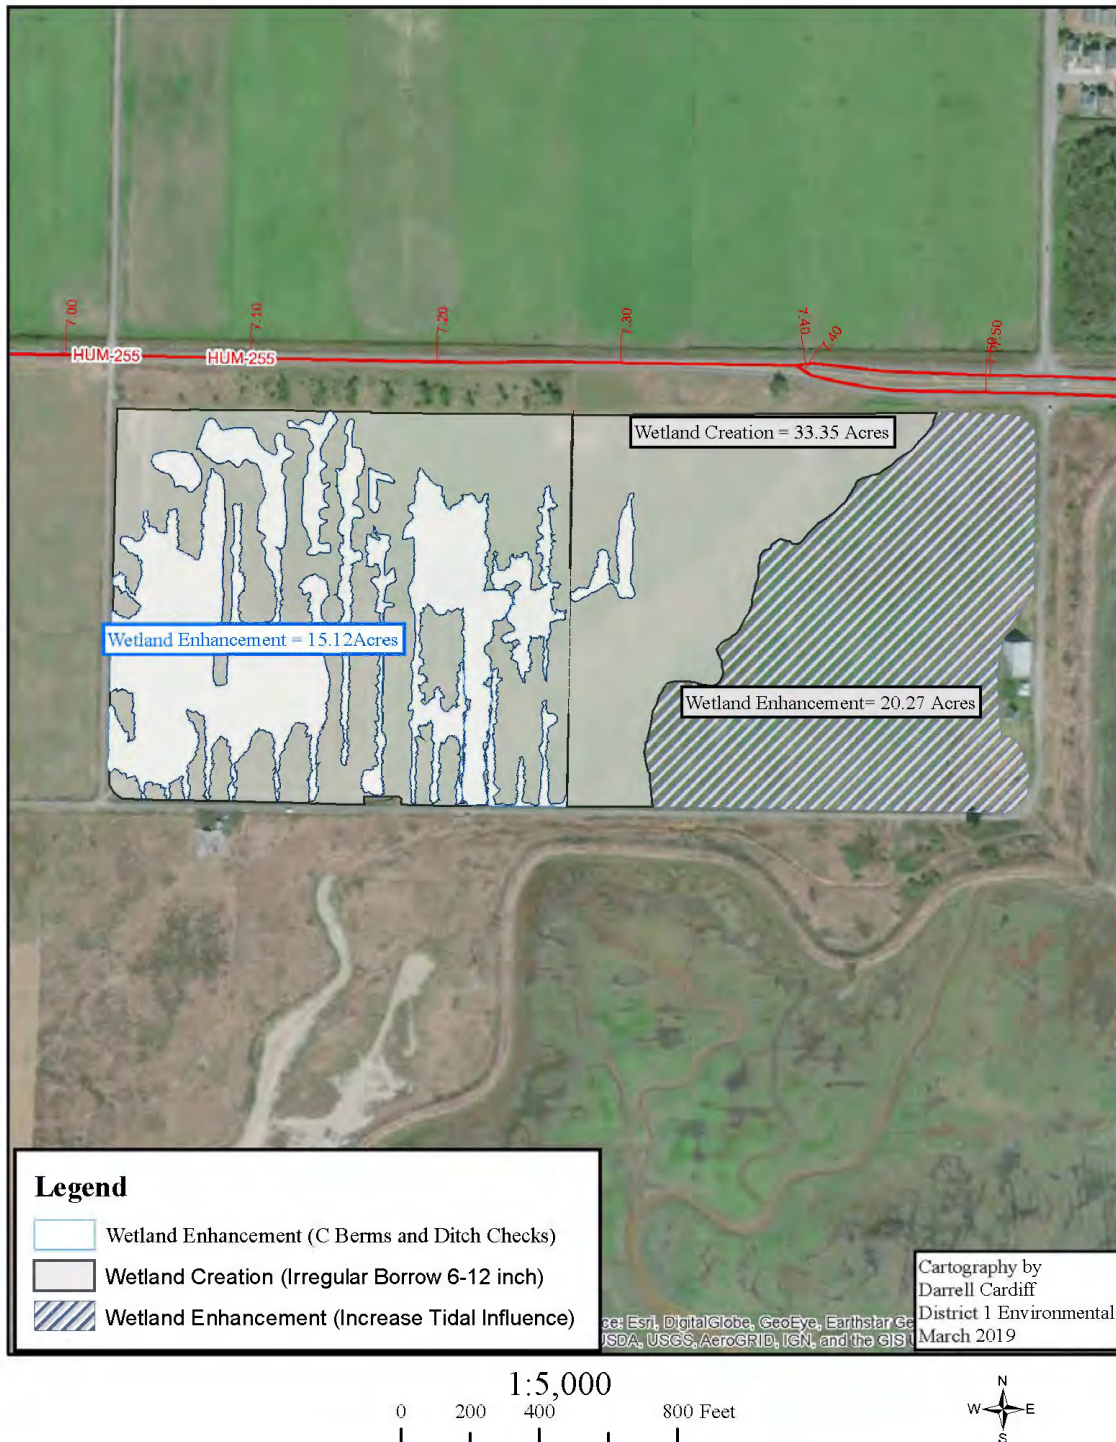 7.00
7.10
7.20
7.30
7.40
7.40
7.50
HUM-255
HUM-255
Wetland Creation = 33.35 Acres
Wetland Enhancement = 15.12Acres
Wetland Enhancement= 20.27 Acres
Legend
Wetland Enhancement (C Berms and Ditch Checks)
Wetland Creation (Irregular Borrow 6-12 inch)
Wetland Enhancement (Increase Tidal Influence)
ce: Esri, DigitalGlobe, GeoEye, Earthstar Ge
USDA, USGS, AeroGRID, IGN, and the GIS
Cartography by
Darrell Cardiff
District 1 Environmental
March 2019
1:5,000
0 200 400 800 Feet
N
W E
S